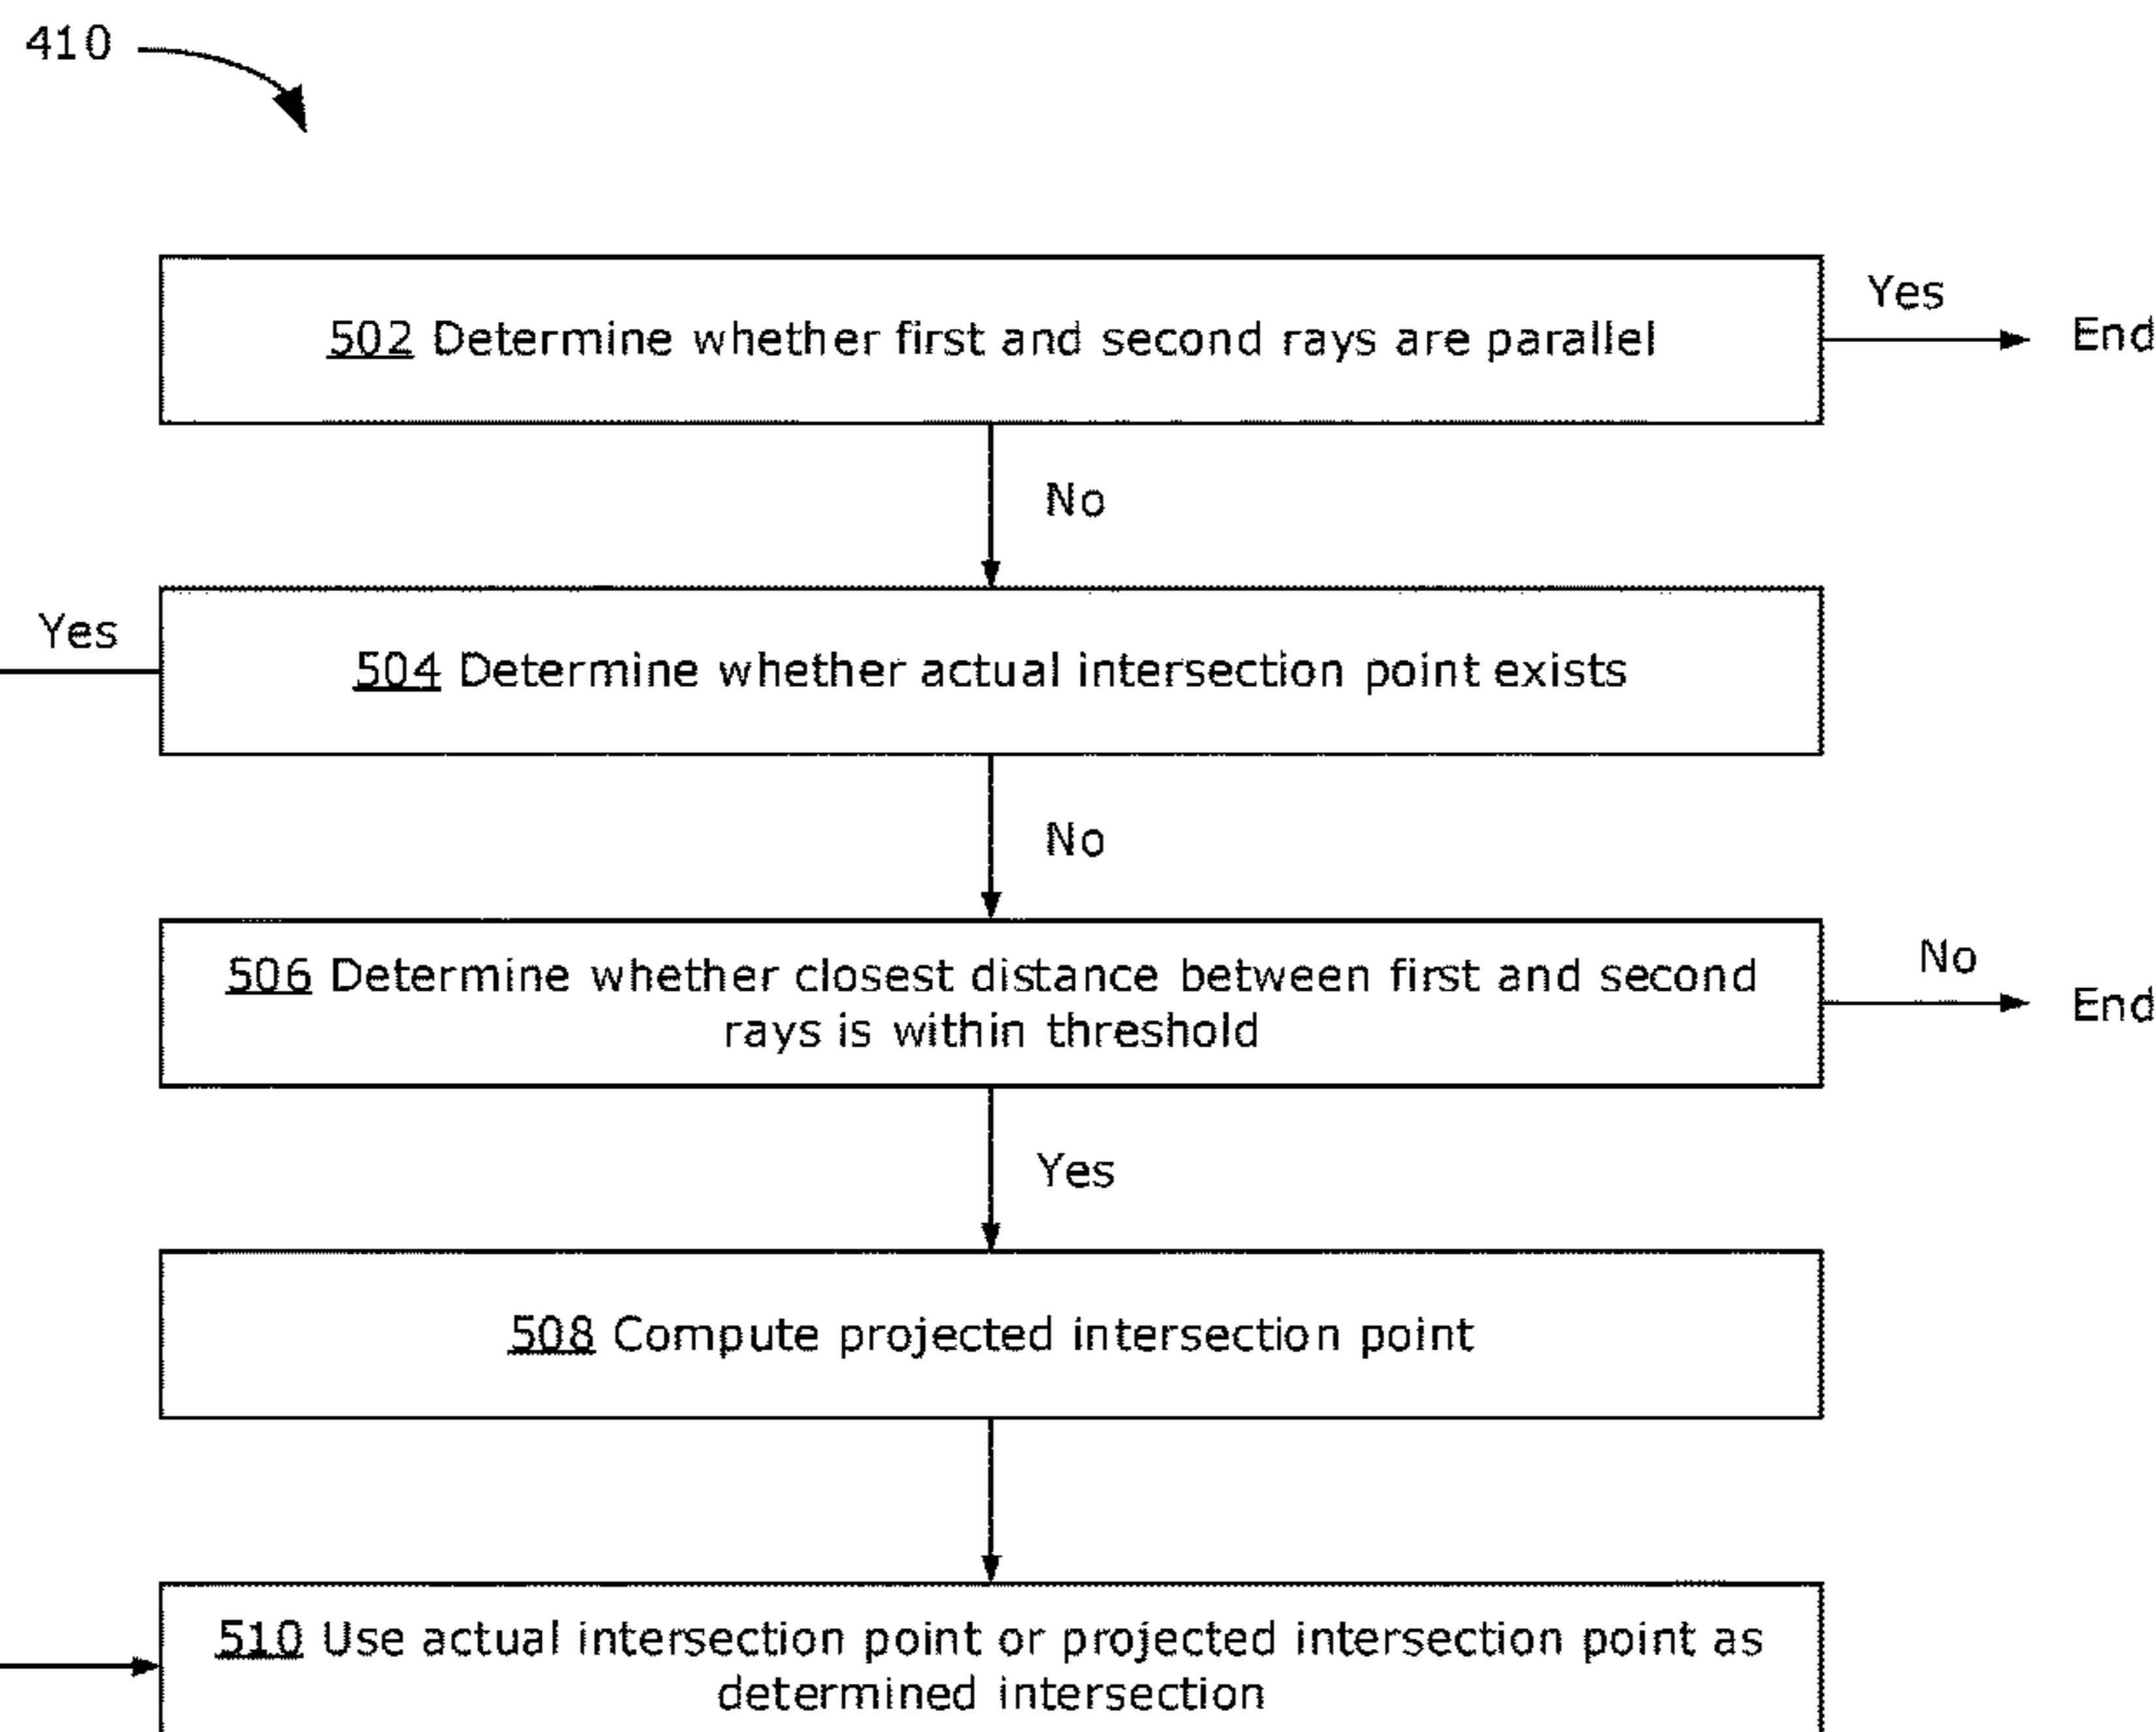 410
502 Determine whether first and second rays are parallel
Yes
End
No
Yes
504 Determine whether actual intersection point exists
No
506 Determine whether closest distance between first and second
rays is within threshold
No
End
Yes
508 Compute projected intersection point
510 Use actual intersection point or projected intersection point as
determined intersection